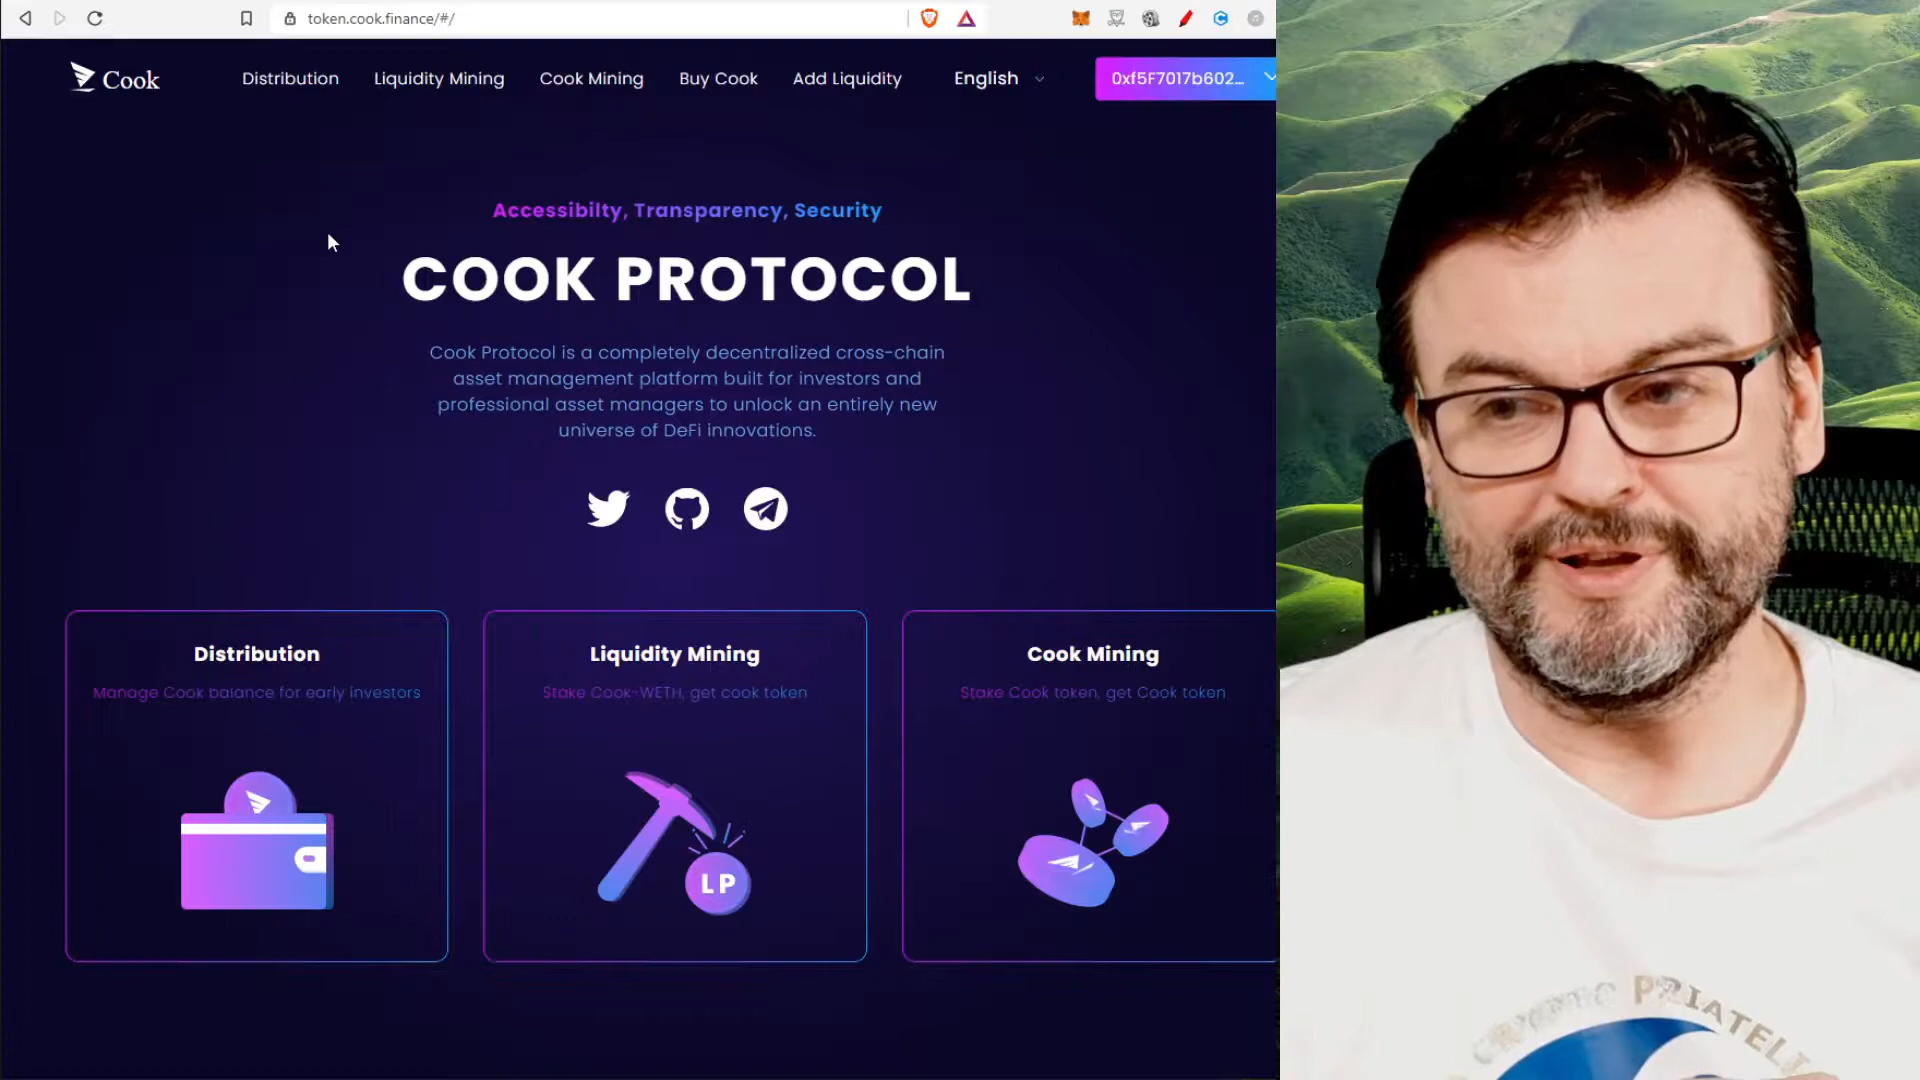 token.cook.finance/#/
Cook
Distribution
Liquidity Mining
Cook Mining
Buy Cook
Add Liquidity
English
0xf5F7017b602...
Accessibilty, Transparency, Security
COOK PROTOCOL
Cook Protocol is a completely decentralized cross-chain
asset management platform built for investors and
professional asset managers to unlock an entirely new
universe of DeFi innovations.
Distribution
Manage Cook balance for early investors
Liquidity Mining
Stake Cook-WETH, get cook token
Cook Mining
Stake Cook token, get Cook token
LP
PRIATELI